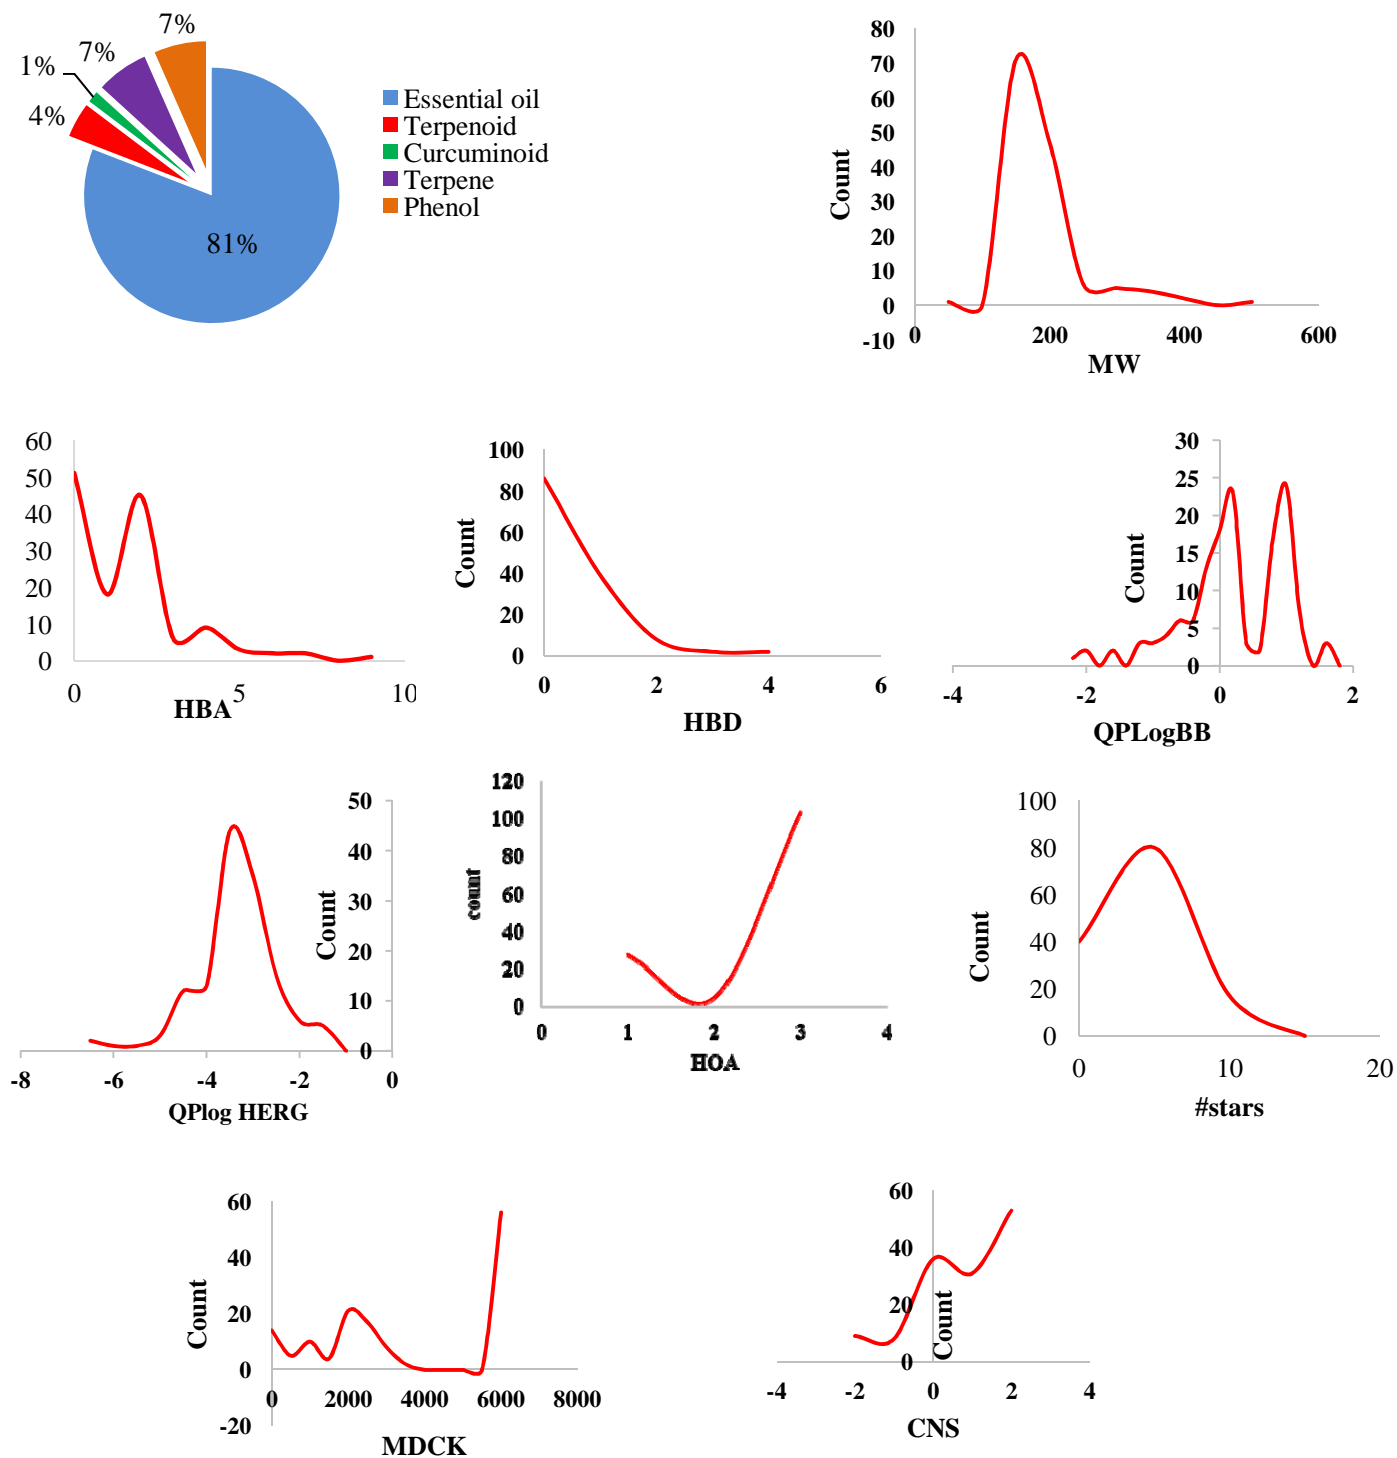 7%
7%
1%
4%
81%
Essential oil
Terpenoid
Curcuminoid
Terpene
Phenol
80
70
60
50
40
30
20
10
0
-10
Count
0 200 400 600
MW
60
50
40
30
20
10
0
0 5 10
HBA
100
80
60
40
20
0
Count
0 2 4 6
HBD
30
25
20
15
10
5
0
Count
-4 -2 0 2
QPLogBB
50
40
30
20
10
0
Count
-8 -6 -4 -2 0
QPlog HERG
120
100
80
60
40
20
0
count
0 1 2 3 4
HOA
100
80
60
40
20
0
Count
0 10 20
#stars
60
40
20
0
-20
Count
0 2000 4000 6000 8000
MDCK
60
40
20
0
Count
-4 -2 0 2 4
CNS